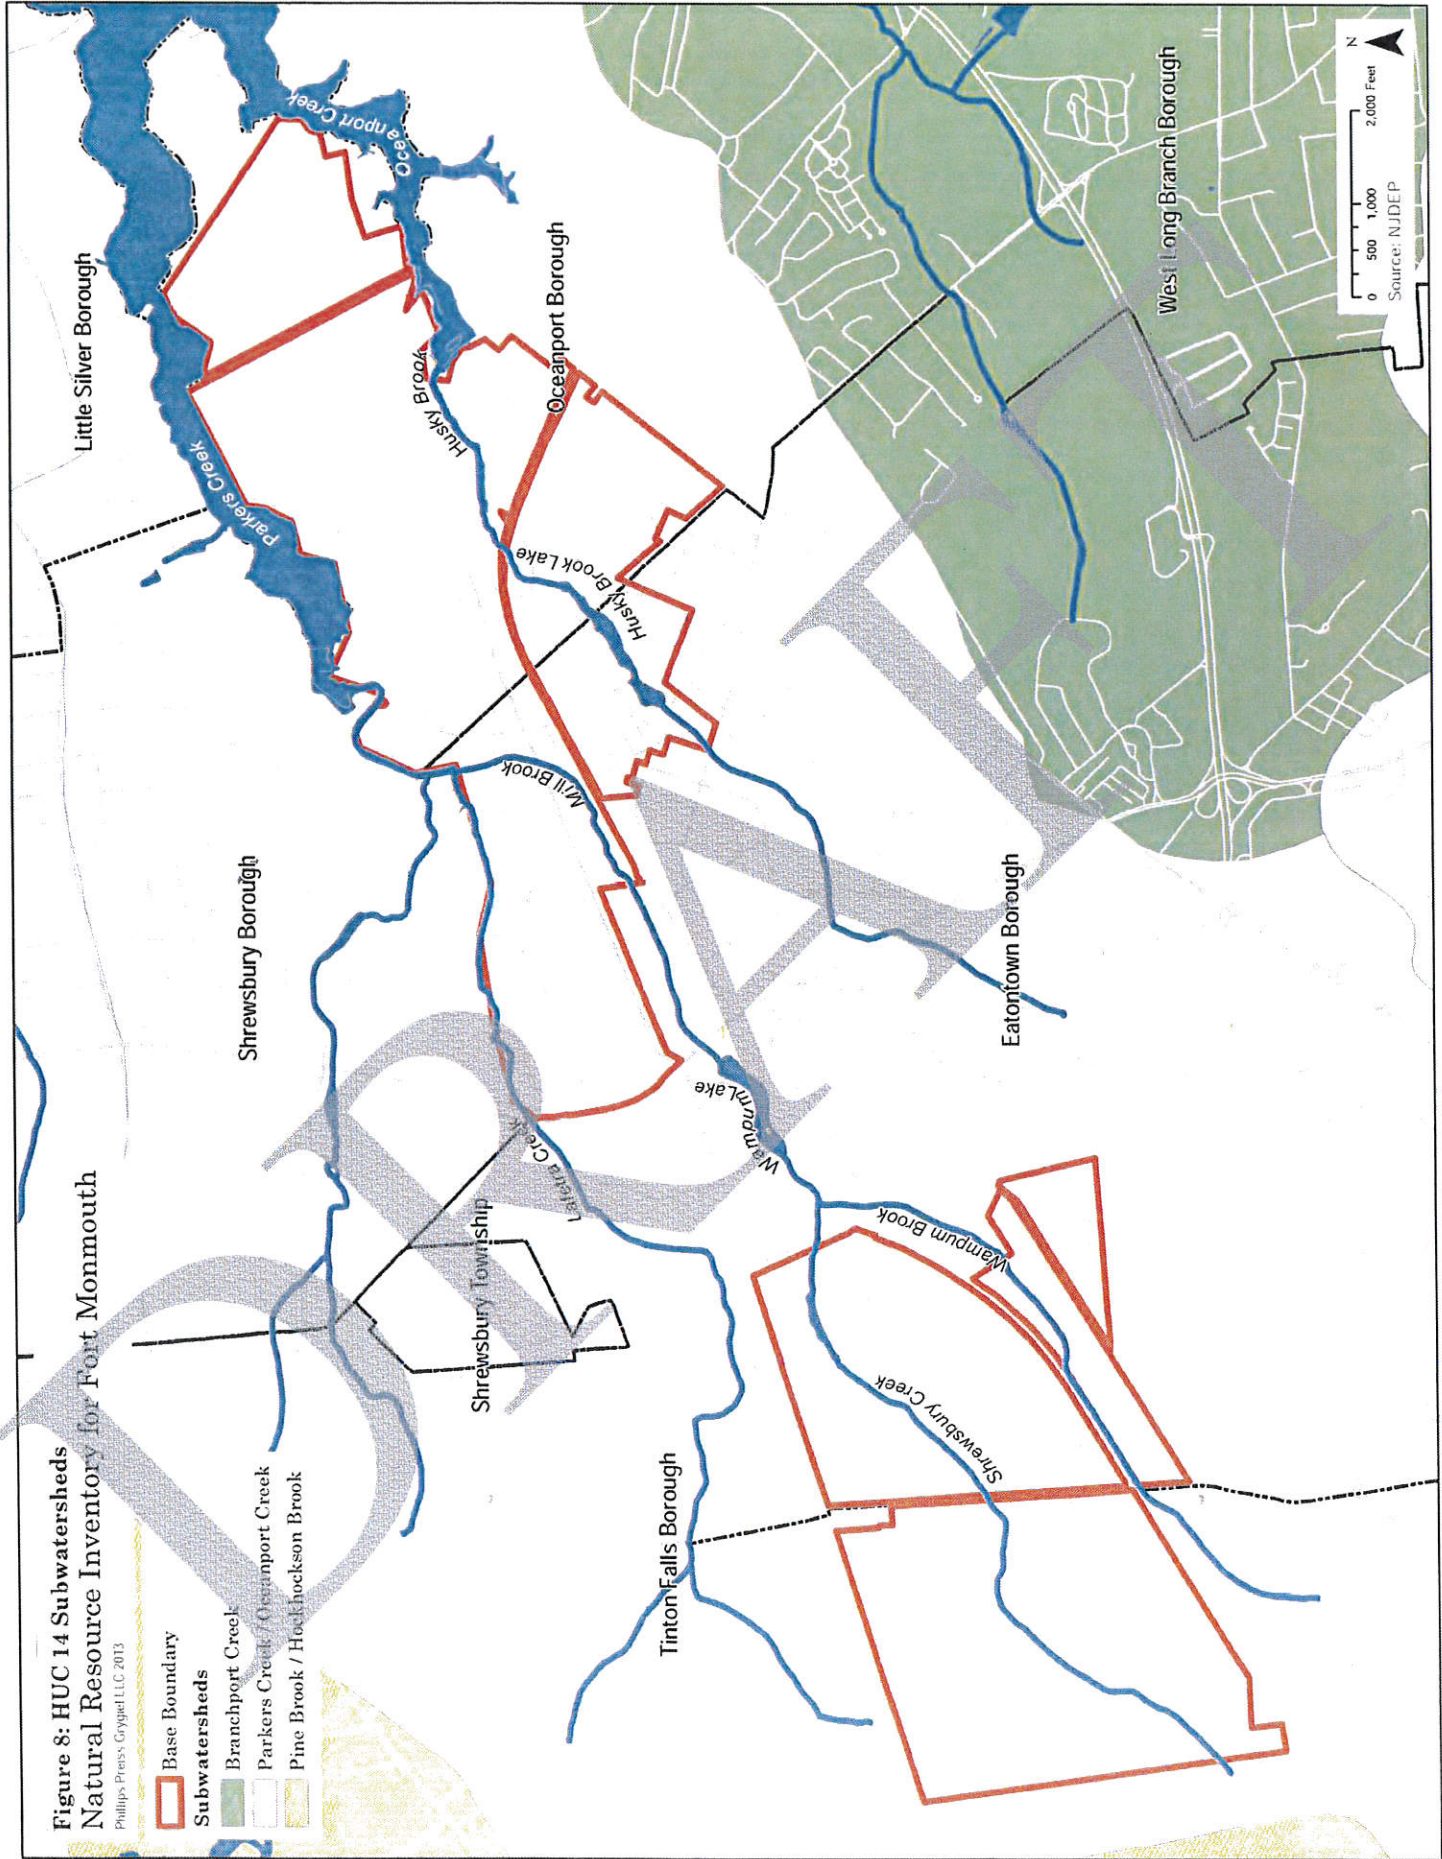 Figure 8: HUC 14 Subwatersheds
Natural Resource Inventory for Fort Monmouth
Phillips Preiss Grygiel LLC 2013
Base Boundary
Subwatersheds
Branchport Creek
Parkers Creek / Oceanport Creek
Pine Brook / Hockhockson Brook
Little Silver Borough
Shrewsbury Borough
Shrewsbury Township
Tinton Falls Borough
Eatontown Borough
Oceanport Borough
West Long Branch Borough
Parkers Creek
Oceanport Creek
Husky Brook
Husky Brook Lake
Mill Brook
Lafetra Creek
Wampum Lake
Wampum Brook
Shrewsbury Creek
DRAFT
N
0 500 1,000 2,000 Feet
Source: NJDEP